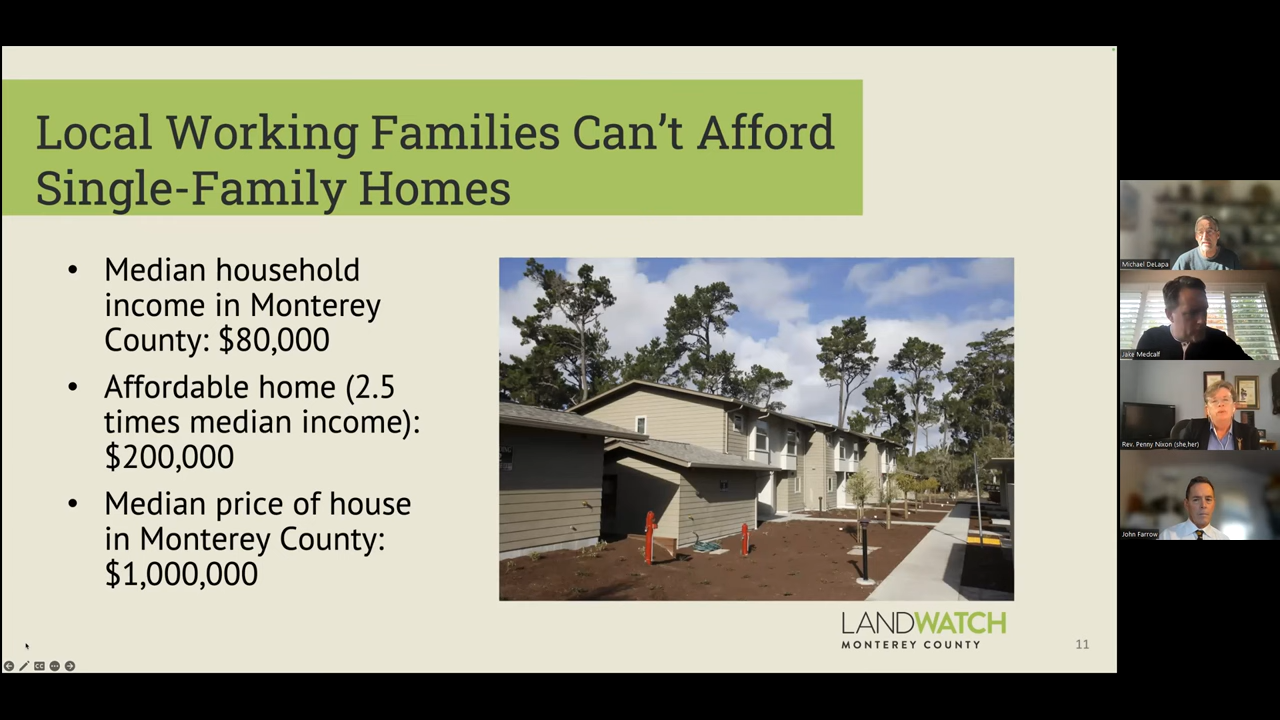 Local Working Families Can’t Afford
Single-Family Homes
• Median household
income in Monterey
County: $80,000
• Affordable home (2.5
times median income):
$200,000
• Median price of house
in Monterey County:
$1,000,000
LANDWATCH
MONTEREY COUNTY
11
Michael DeLapa
Jake Medcalf
Rev. Penny Nixon (she,her)
John Farrow